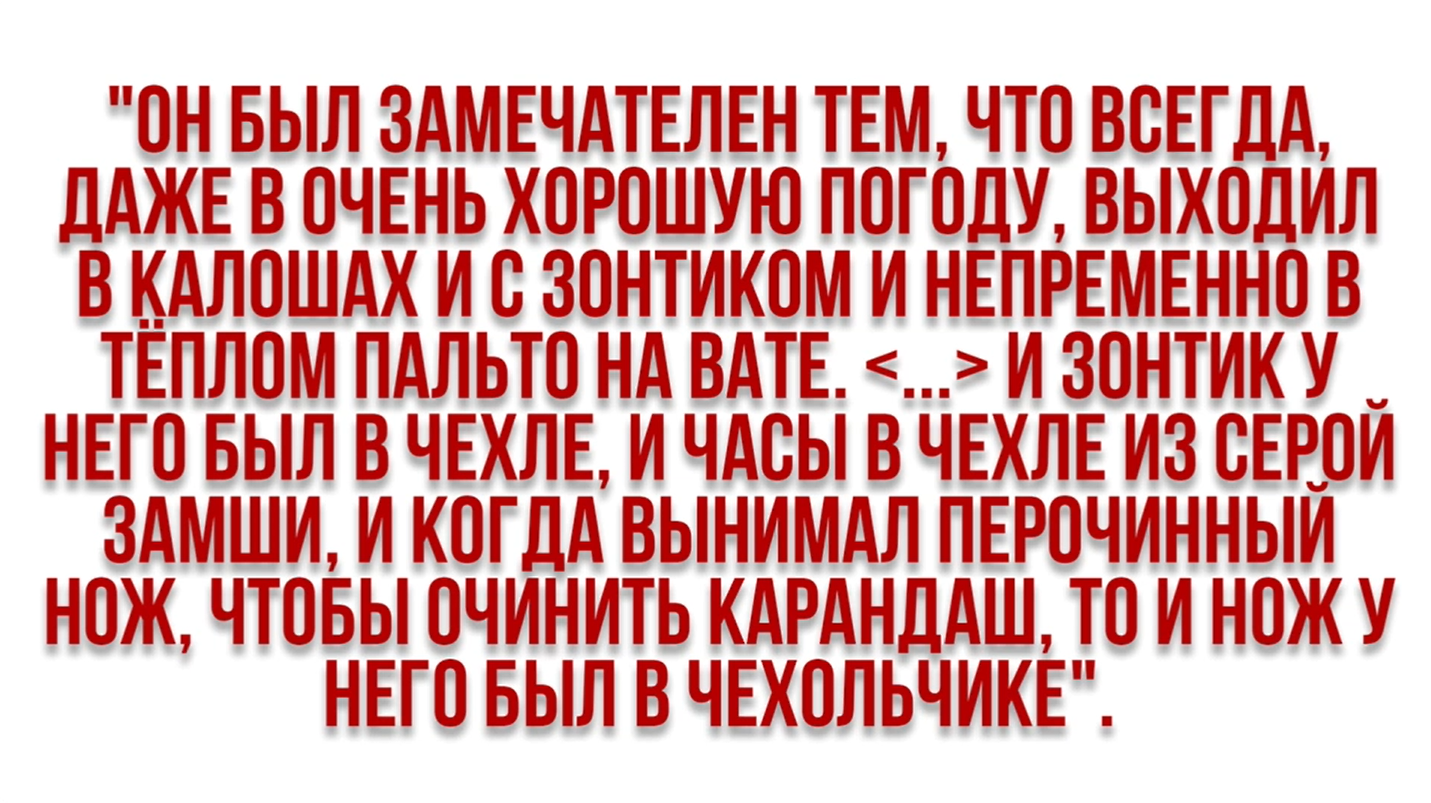 "ОН БЫЛ ЗАМЕЧАТЕЛЕН ТЕМ, ЧТО ВСЕГДА,
ДАЖЕ В ОЧЕНЬ ХОРОШУЮ ПОГОДУ, ВЫХОДИЛ
В КАЛОШАХ И С ЗОНТИКОМ И НЕПРЕМЕННО В
ТЁПЛОМ ПАЛЬТО НА ВАТЕ. <...> И ЗОНТИК У
НЕГО БЫЛ В ЧЕХЛЕ, И ЧАСЫ В ЧЕХЛЕ ИЗ СЕРОЙ
ЗАМШИ, И КОГДА ВЫНИМАЛ ПЕРОЧИННЫЙ
НОЖ, ЧТОБЫ ОЧИНИТЬ КАРАНДАШ, ТО И НОЖ У
НЕГО БЫЛ В ЧЕХОЛЬЧИКЕ".